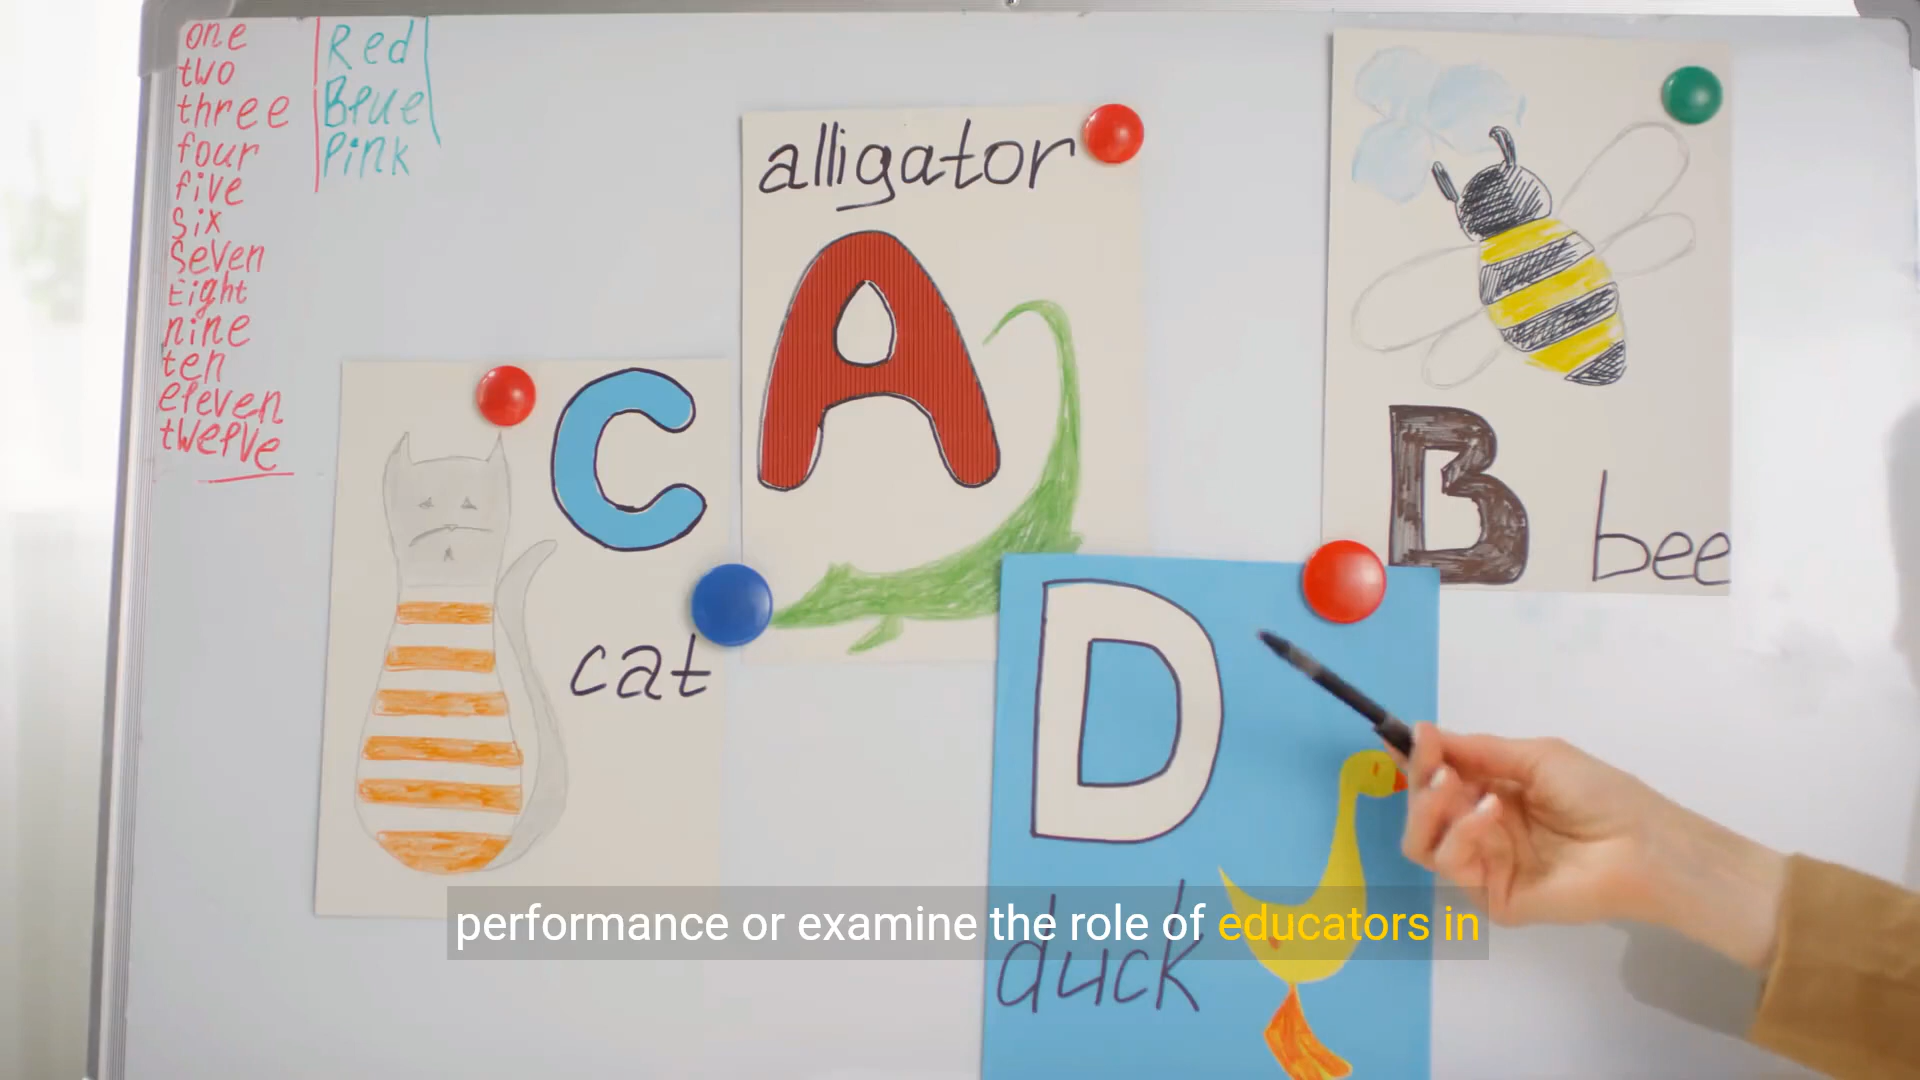 one
two
three
four
five
Six
Seven
Eight
nine
ten
eleven
twelve
Red
Blue
Pink
alligator
A
C
cat
B
bee
D
duck
performance or examine the role of educators in